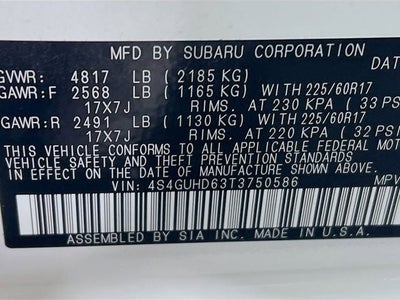 MFD BY SUBARU CORPORATION DATE
GVWR: 4817 LB (2185 KG)
GAWR:F 2568 LB (1165 KG) WITH 225/60R17
17X7J RIMS. AT 230 KPA (33 PSI
GAWR:R 2491 LB (1130 KG) WITH 225/60R17
17X7J RIMS. AT 220 KPA (32 PSI
THIS VEHICLE CONFORMS TO ALL APPLICABLE FEDERAL MOTOR
VEHICLE SAFETY AND THEFT PREVENTION STANDARDS
IN EFFECT ON THE DATE OF MANUFACTURE SHOWN ABOVE.
VIN: 4S4GUHD63T3750586 MPV
ASSEMBLED BY SIA INC. MADE IN U.S.A.